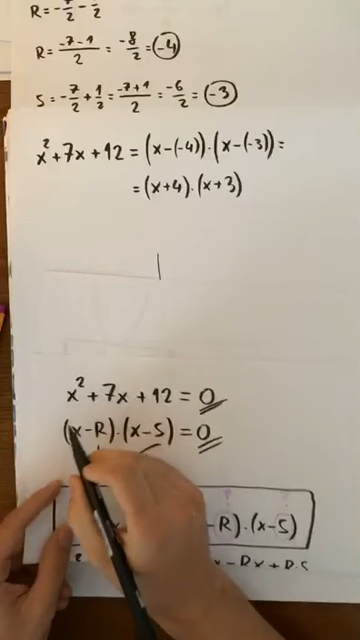 R = -7/2 - 1/2
R = (-7-1)/2 = -8/2 = -4
S = -7/2 + 1/2 = (-7+1)/2 = -6/2 = -3
x² + 7x + 12 = (x-(-4))·(x-(-3)) =
= (x+4)·(x+3)
x² + 7x + 12 = 0
(x-R)·(x-S) = 0
-R)·(x-S)